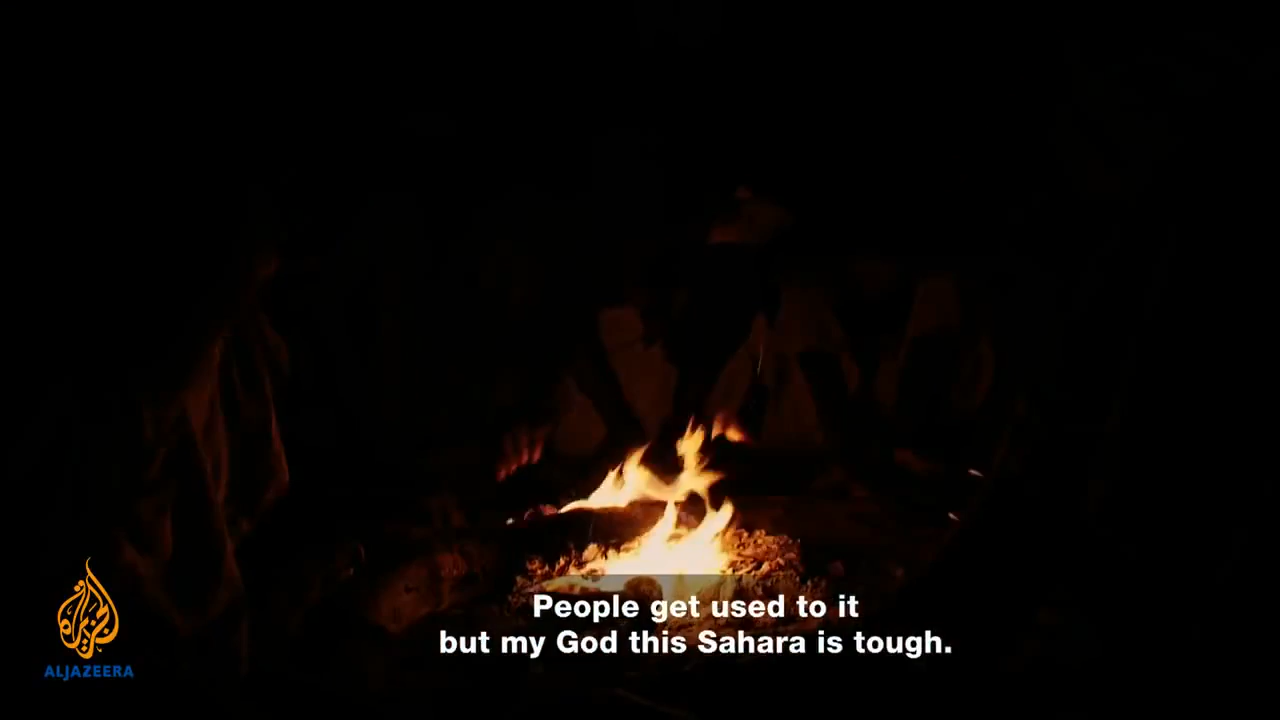 People get used to it
but my God this Sahara is tough.
الجزيرة
ALJAZEERA